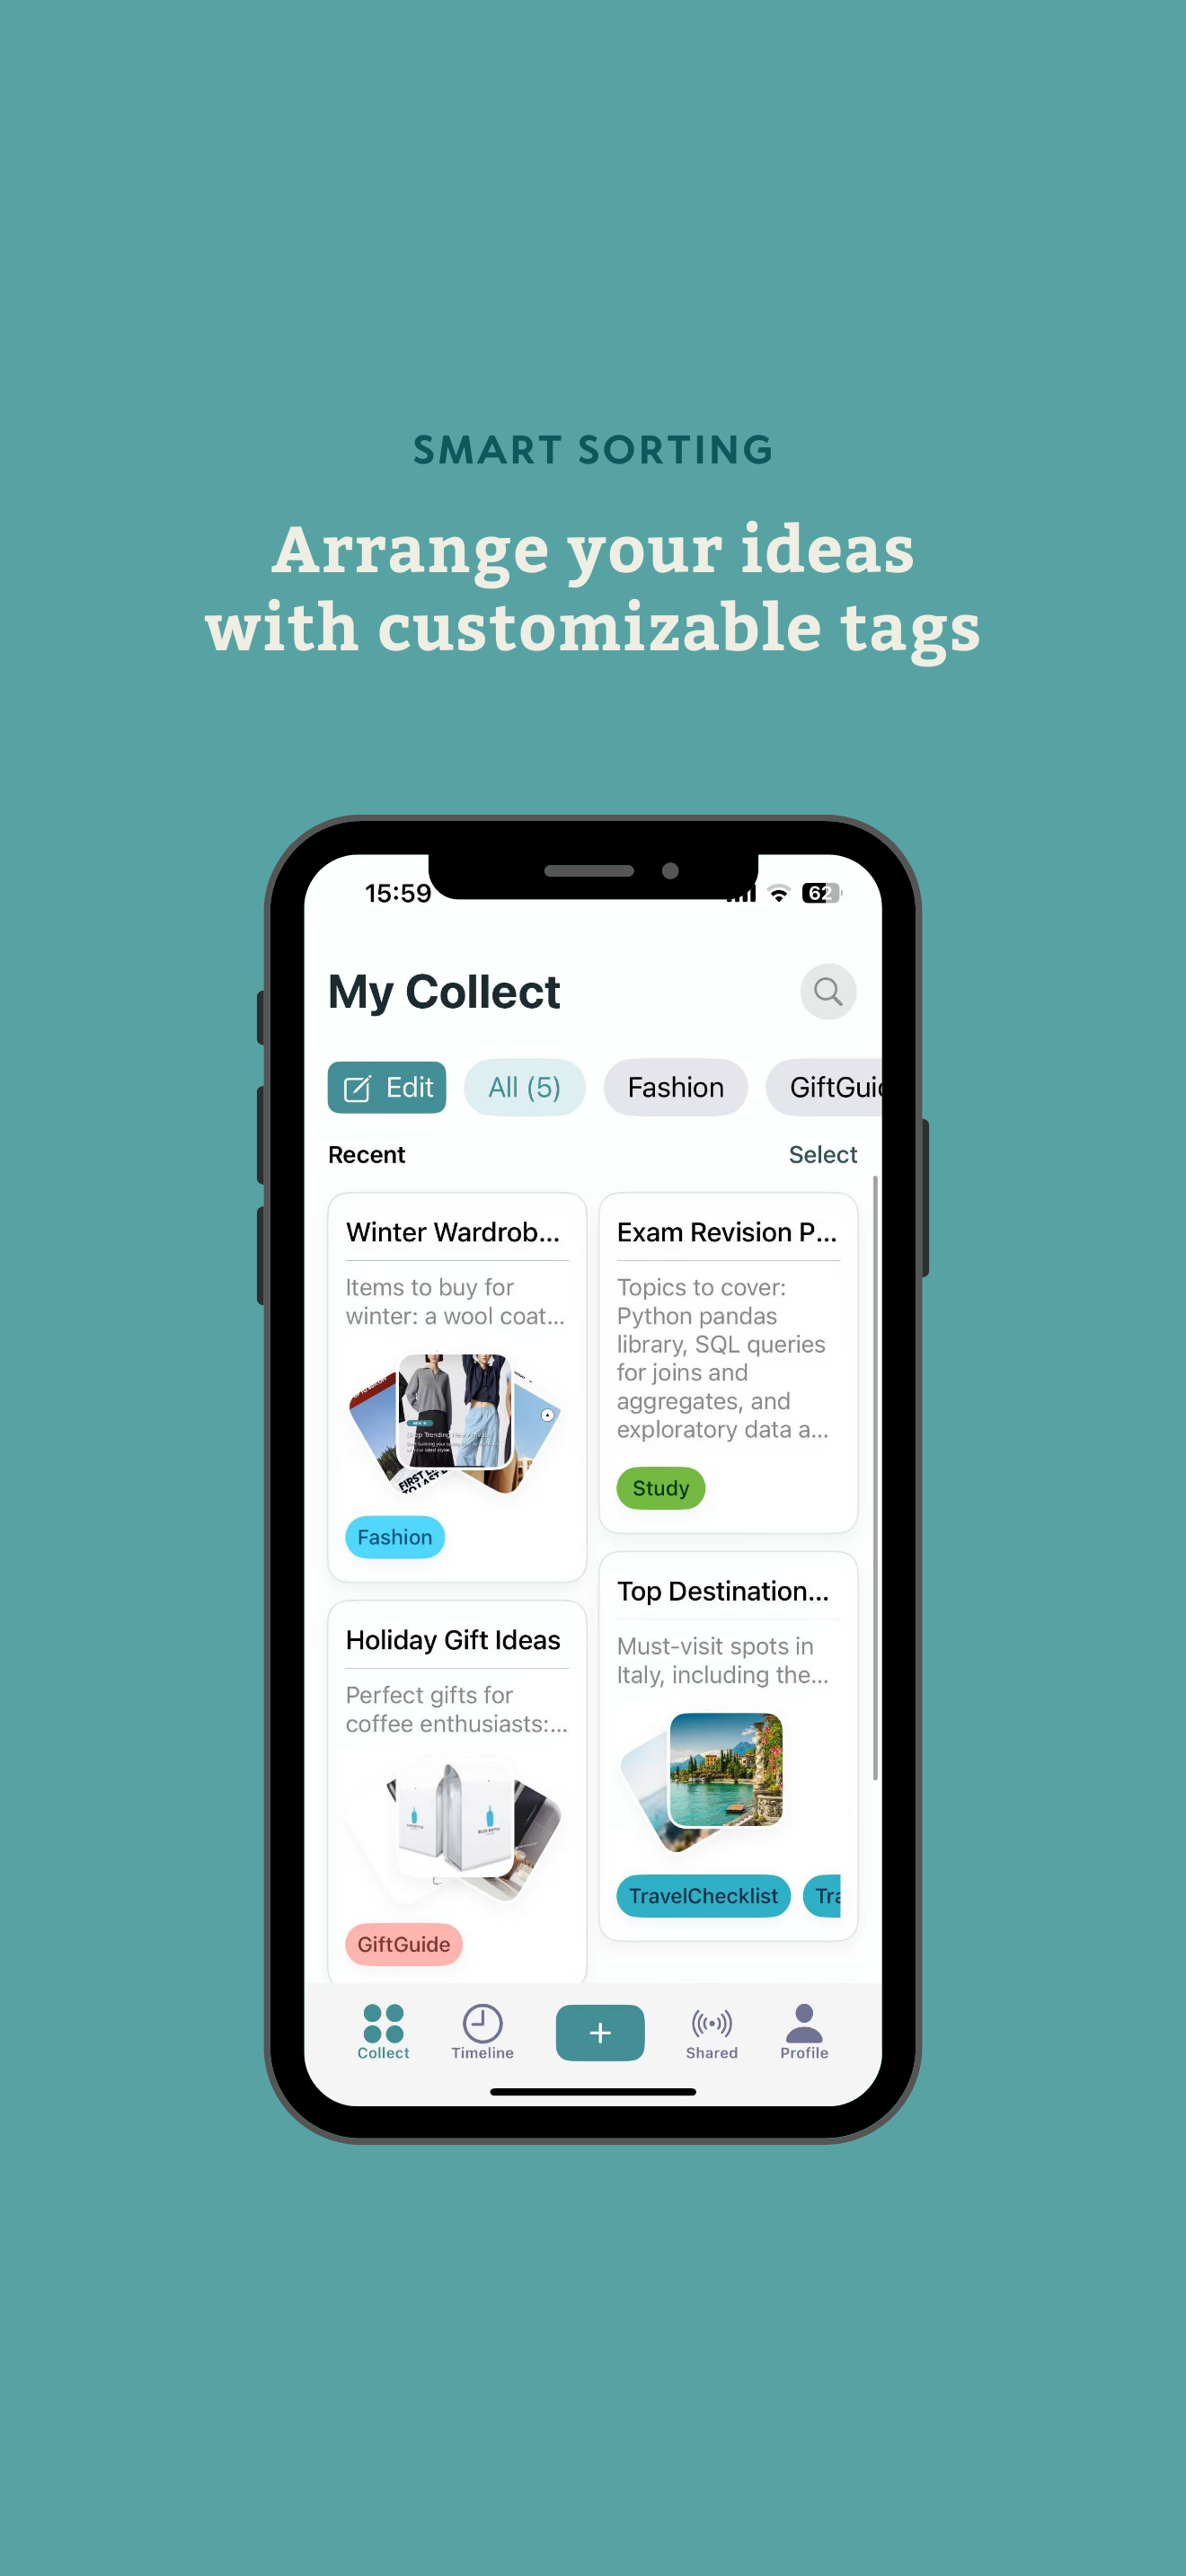 SMART SORTING
Arrange your ideas
with customizable tags
15:59
62
My Collect
Edit
All (5)
Fashion
GiftGuid
Recent
Select
Winter Wardrob...
Items to buy for
winter: a wool coat...
Fashion
Exam Revision P...
Topics to cover:
Python pandas
library, SQL queries
for joins and
aggregates, and
exploratory data a...
Study
Holiday Gift Ideas
Perfect gifts for
coffee enthusiasts:...
GiftGuide
Top Destination...
Must-visit spots in
Italy, including the...
TravelChecklist
Tra
Collect
Timeline
Shared
Profile